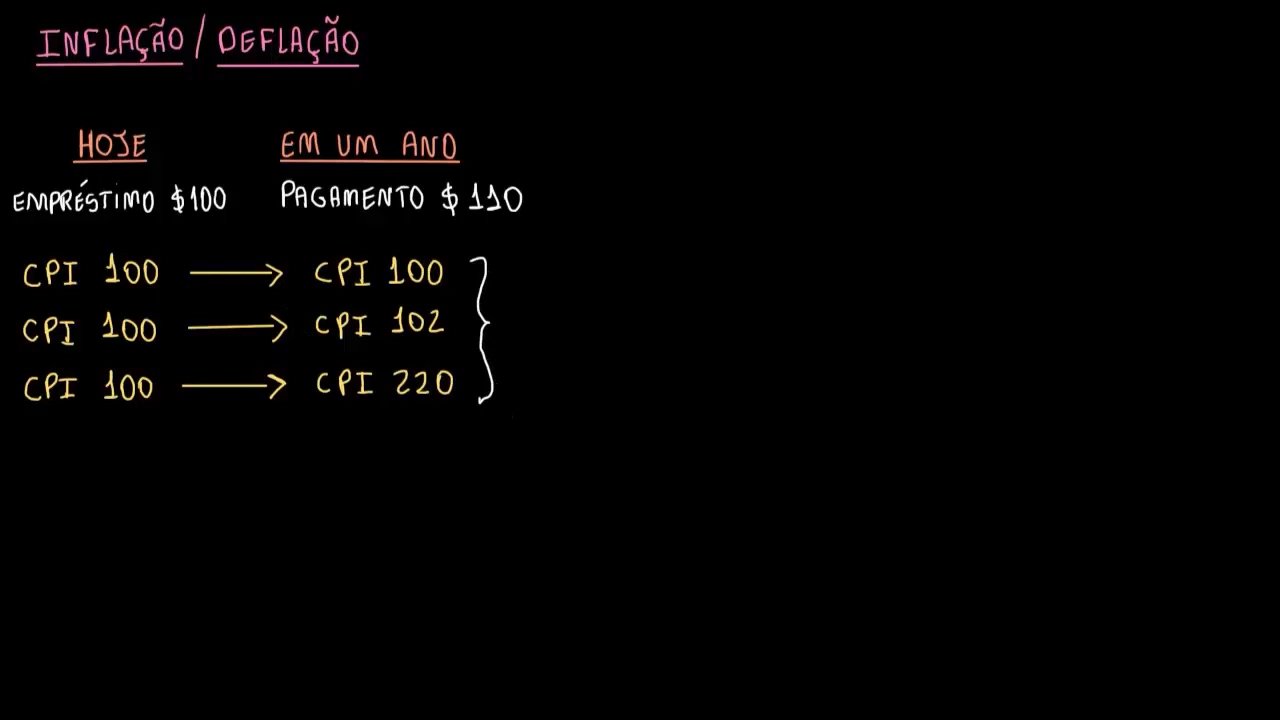 INFLAÇÃO / DEFLAÇÃO
HOJE EM UM ANO
EMPRÉSTIMO $100 PAGAMENTO $ 110
CPI 100 → CPI 100
CPI 100 → CPI 102
CPI 100 → CPI 220